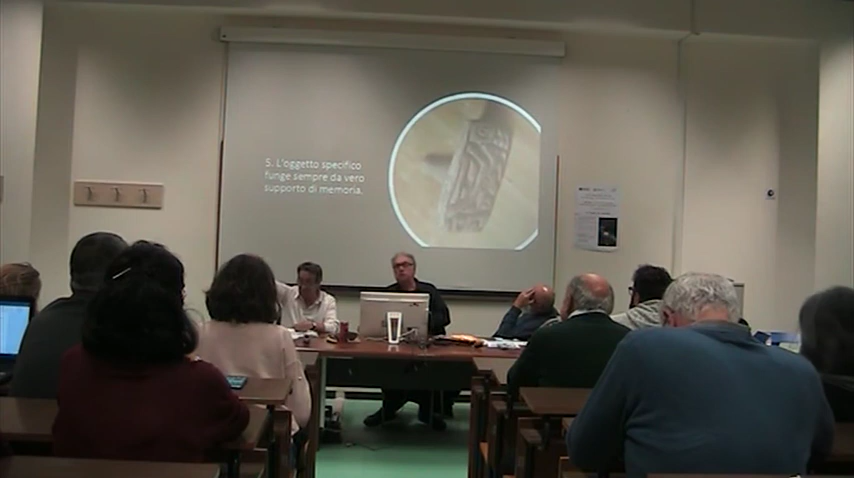 5. L'oggetto specifico
funge sempre da vero
supporto di memoria.